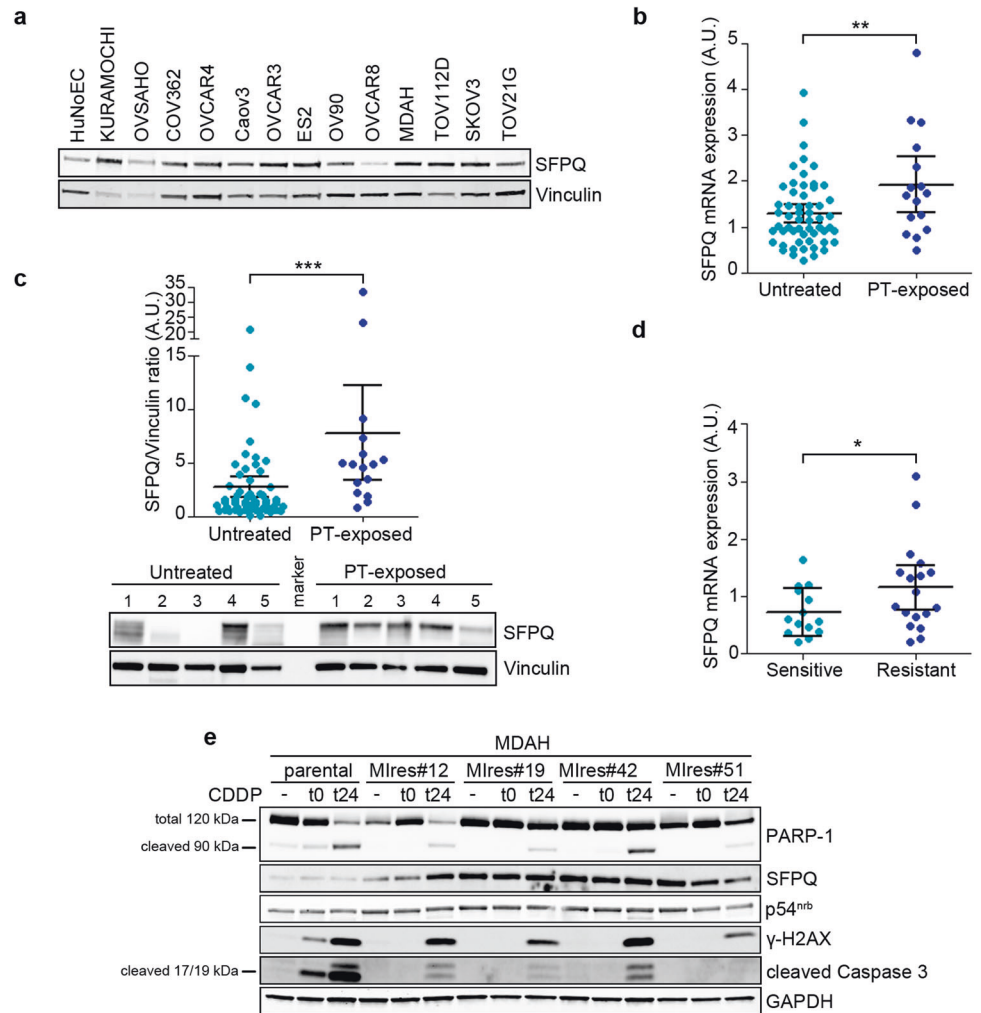 a
HuNoEC
KURAMOCHI
OVSAHO
COV362
OVCAR4
Caov3
OVCAR3
ES2
OV90
OVCAR8
MDAH
TOV112D
SKOV3
TOV21G
SFPQ
Vinculin
b
**
SFPQ mRNA expression (A.U.)
5
4
3
2
1
0
Untreated PT-exposed
c
***
SFPQ/Vinculin ratio (A.U.)
35
30
25
20
15
10
5
0
Untreated PT-exposed
Untreated marker PT-exposed
1 2 3 4 5 1 2 3 4 5
SFPQ
Vinculin
d
*
SFPQ mRNA expression (A.U.)
4
3
2
1
0
Sensitive Resistant
e
MDAH
parental MIres#12 MIres#19 MIres#42 MIres#51
CDDP - t0 t24 - t0 t24 - t0 t24 - t0 t24 - t0 t24
total 120 kDa
cleaved 90 kDa
PARP-1
SFPQ
p54ⁿʳᵇ
γ-H2AX
cleaved 17/19 kDa
cleaved Caspase 3
GAPDH